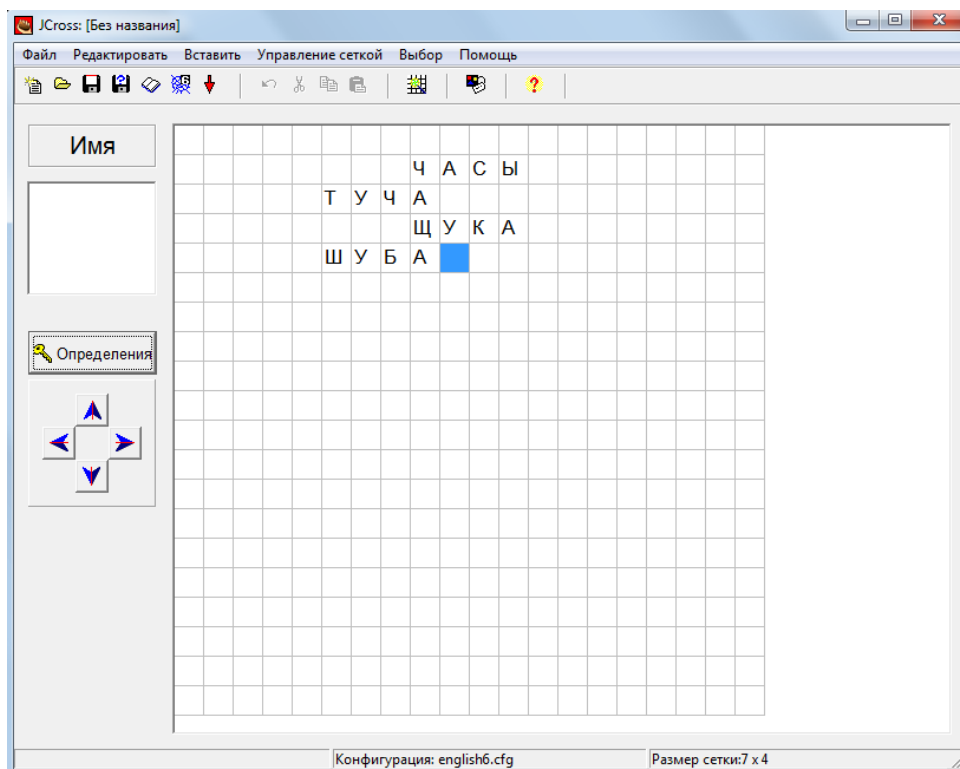 JCross: [Без названия]
Файл Редактировать Вставить Управление сеткой Выбор Помощь
Имя
Ч А С Ы
Т У Ч А
Щ У К А
Ш У Б А
Определения
Конфигурация: english6.cfg Размер сетки:7 x 4